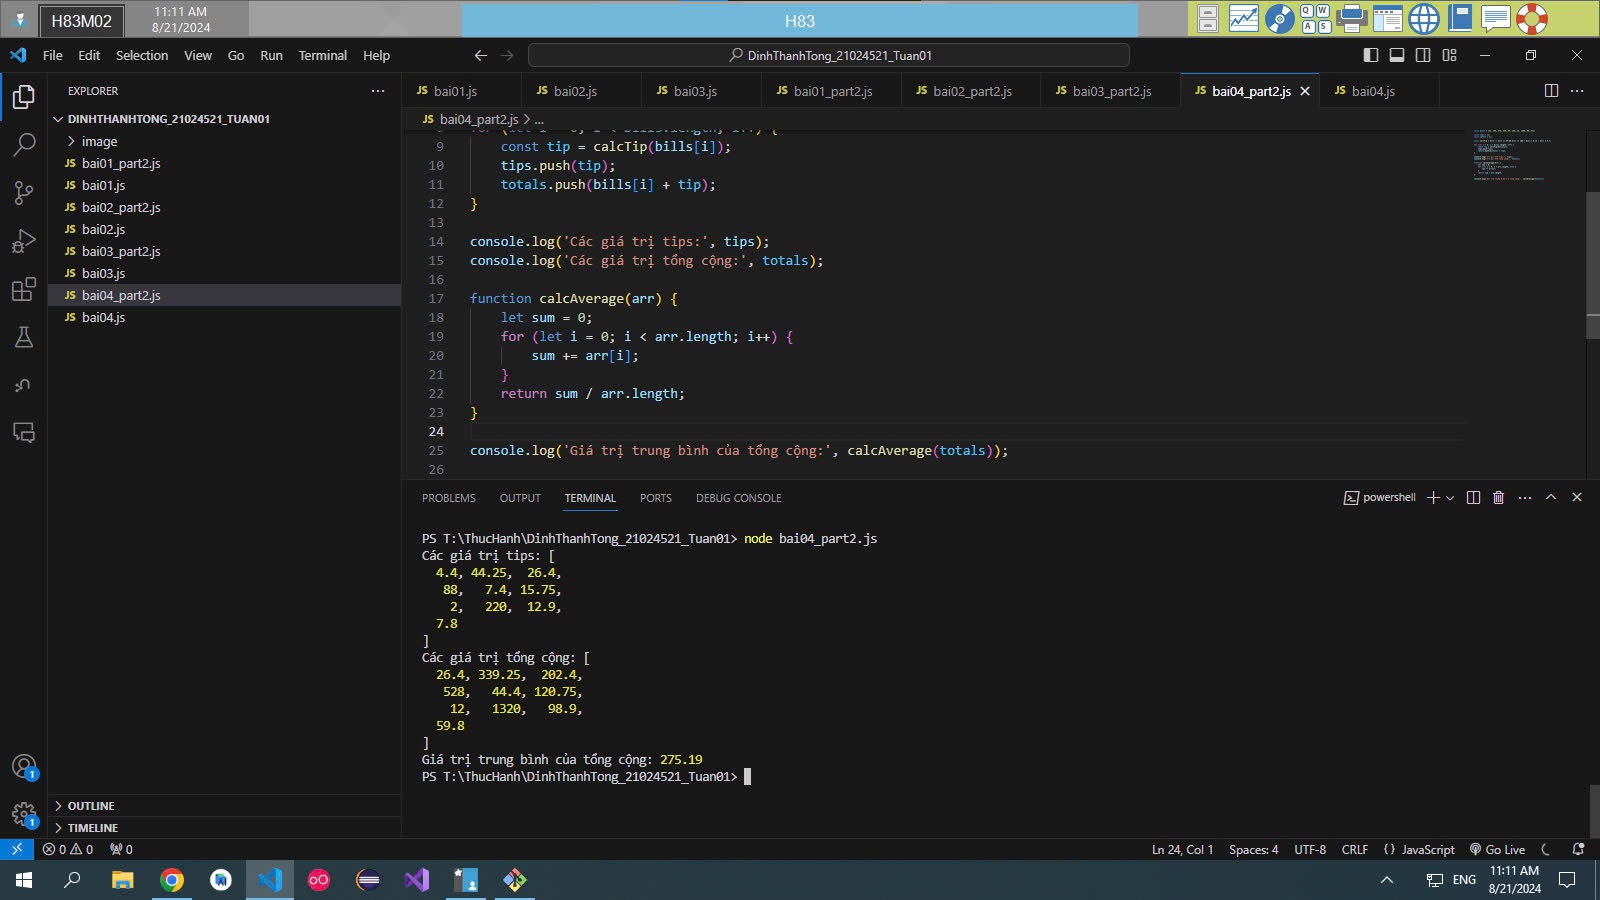 H83M02
11:11 AM
8/21/2024
H83
Q W
A S
File Edit Selection View Go Run Terminal Help
DinhThanhTong_21024521_Tuan01
EXPLORER
DINHTHANHTONG_21024521_TUAN01
image
JS bai01_part2.js
JS bai01.js
JS bai02_part2.js
JS bai02.js
JS bai03_part2.js
JS bai03.js
JS bai04_part2.js
JS bai04.js
OUTLINE
TIMELINE
JS bai01.js JS bai02.js JS bai03.js JS bai01_part2.js JS bai02_part2.js JS bai03_part2.js JS bai04_part2.js JS bai04.js
JS bai04_part2.js > ...
8 for (let i = 0; i < bills.length; i++) {
9 const tip = calcTip(bills[i]);
10 tips.push(tip);
11 totals.push(bills[i] + tip);
12 }
13
14 console.log('Các giá trị tips:', tips);
15 console.log('Các giá trị tổng cộng:', totals);
16
17 function calcAverage(arr) {
18 let sum = 0;
19 for (let i = 0; i < arr.length; i++) {
20 sum += arr[i];
21 }
22 return sum / arr.length;
23 }
24
25 console.log('Giá trị trung bình của tổng cộng:', calcAverage(totals));
26
PROBLEMS OUTPUT TERMINAL PORTS DEBUG CONSOLE
powershell
PS T:\ThucHanh\DinhThanhTong_21024521_Tuan01> node bai04_part2.js
Các giá trị tips: [
4.4, 44.25, 26.4,
88, 7.4, 15.75,
2, 220, 12.9,
7.8
]
Các giá trị tổng cộng: [
26.4, 339.25, 202.4,
528, 44.4, 120.75,
12, 1320, 98.9,
59.8
]
Giá trị trung bình của tổng cộng: 275.19
PS T:\ThucHanh\DinhThanhTong_21024521_Tuan01>
1
1
0 0 0
Ln 24, Col 1 Spaces: 4 UTF-8 CRLF {} JavaScript Go Live
ENG
11:11 AM
8/21/2024